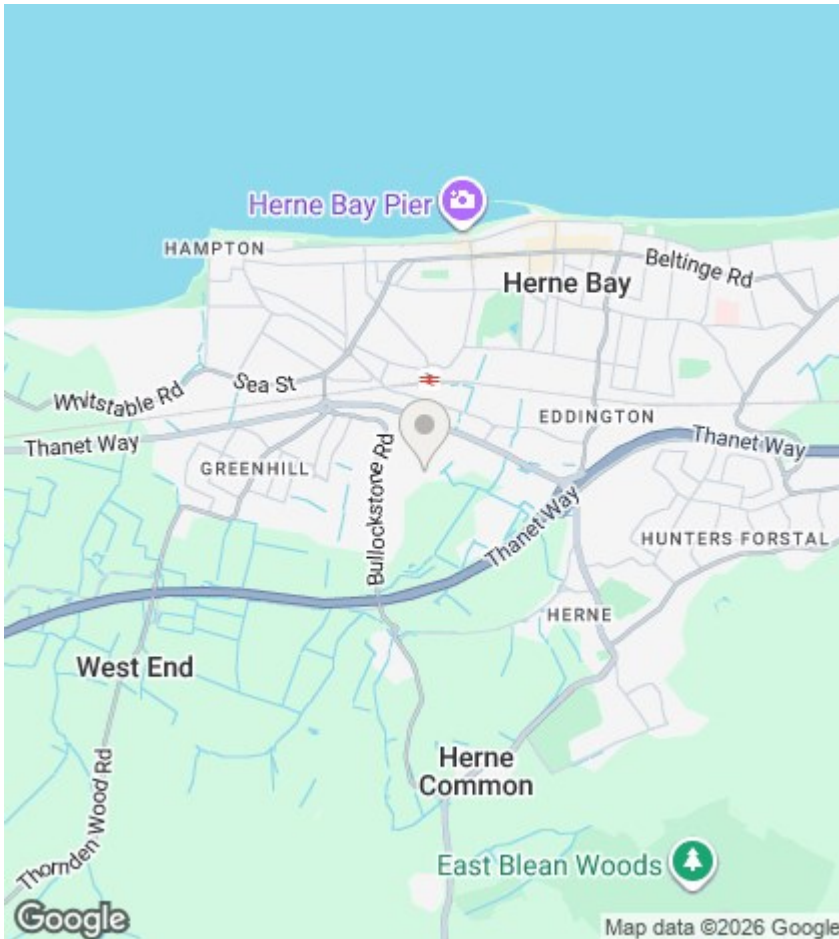 Herne Bay Pier
HAMPTON
Beltinge Rd
Herne Bay
Sea St
Whitstable Rd
EDDINGTON
Thanet Way
Thanet Way
GREENHILL
Bullockstone Rd
Thanet Way
HUNTERS FORSTAL
HERNE
West End
Herne
Common
Thornden Wood Rd
East Blean Woods
Google
Map data ©2026 Google